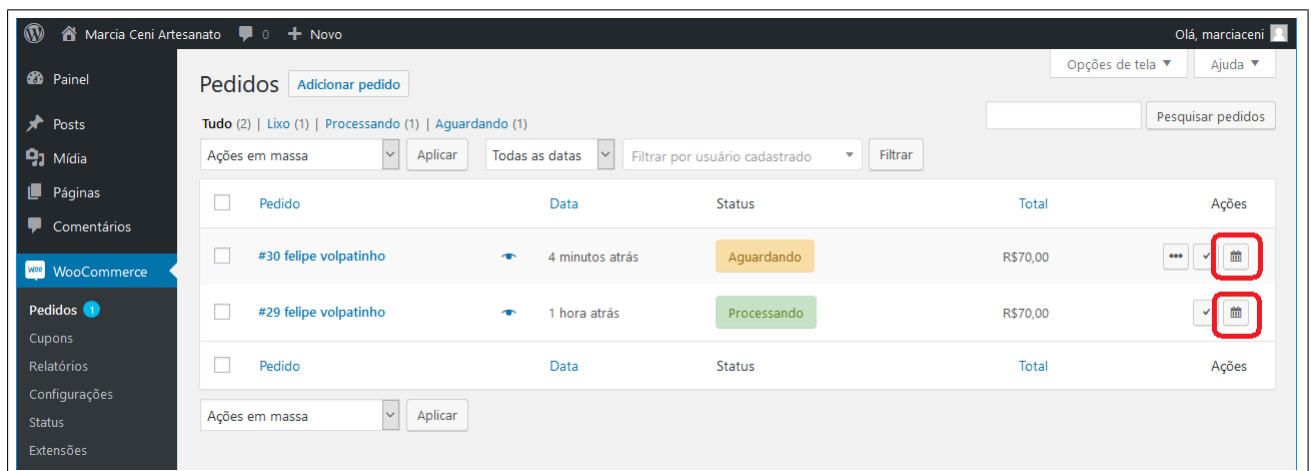 Marcia Ceni Artesanato 0 + Novo Olá, marciaceni
Opções de tela ▼ Ajuda ▼
Painel
Posts
Mídia
Páginas
Comentários
WOO WooCommerce
Pedidos 1
Cupons
Relatórios
Configurações
Status
Extensões
Pedidos Adicionar pedido
Tudo (2) | Lixo (1) | Processando (1) | Aguardando (1)
Pesquisar pedidos
Ações em massa Aplicar Todas as datas Filtrar por usuário cadastrado Filtrar
Pedido Data Status Total Ações
#30 felipe volpatinho 4 minutos atrás Aguardando R$70,00
#29 felipe volpatinho 1 hora atrás Processando R$70,00
Pedido Data Status Total Ações
Ações em massa Aplicar